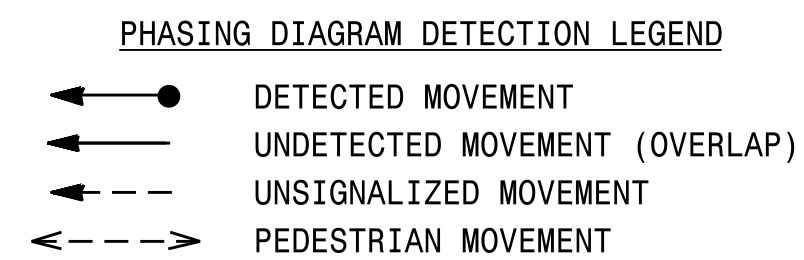 PHASING DIAGRAM DETECTION LEGEND
DETECTED MOVEMENT
UNDETECTED MOVEMENT (OVERLAP)
UNSIGNALIZED MOVEMENT
PEDESTRIAN MOVEMENT